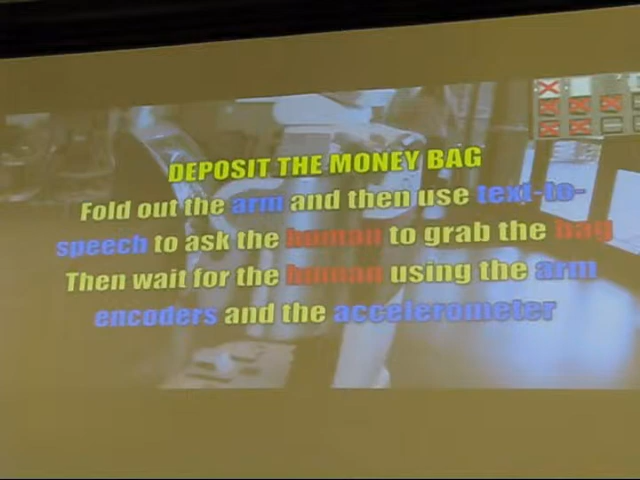 DEPOSIT THE MONEY BAG
Fold out the arm and then use text-to-
speech to ask the human to grab the bag
Then wait for the human using the arm
encoders and the accelerometer